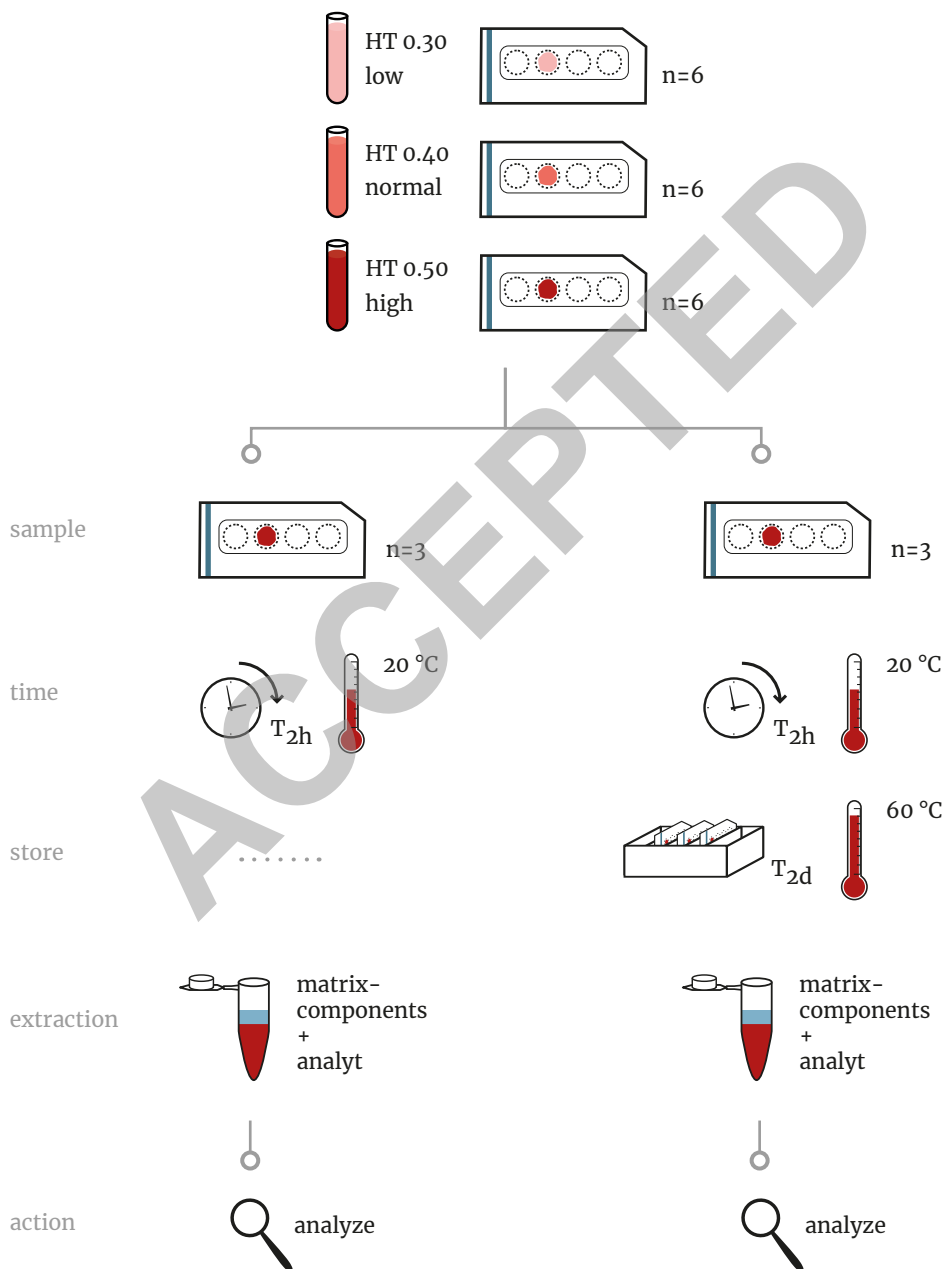 HT 0.30
low
n=6
HT 0.40
normal
n=6
HT 0.50
high
n=6
ACCEPTED
sample
n=3
n=3
time
T2h
20 °C
T2h
20 °C
store
T2d
60 °C
extraction
matrix-
components
+
analyt
matrix-
components
+
analyt
action
analyze
analyze